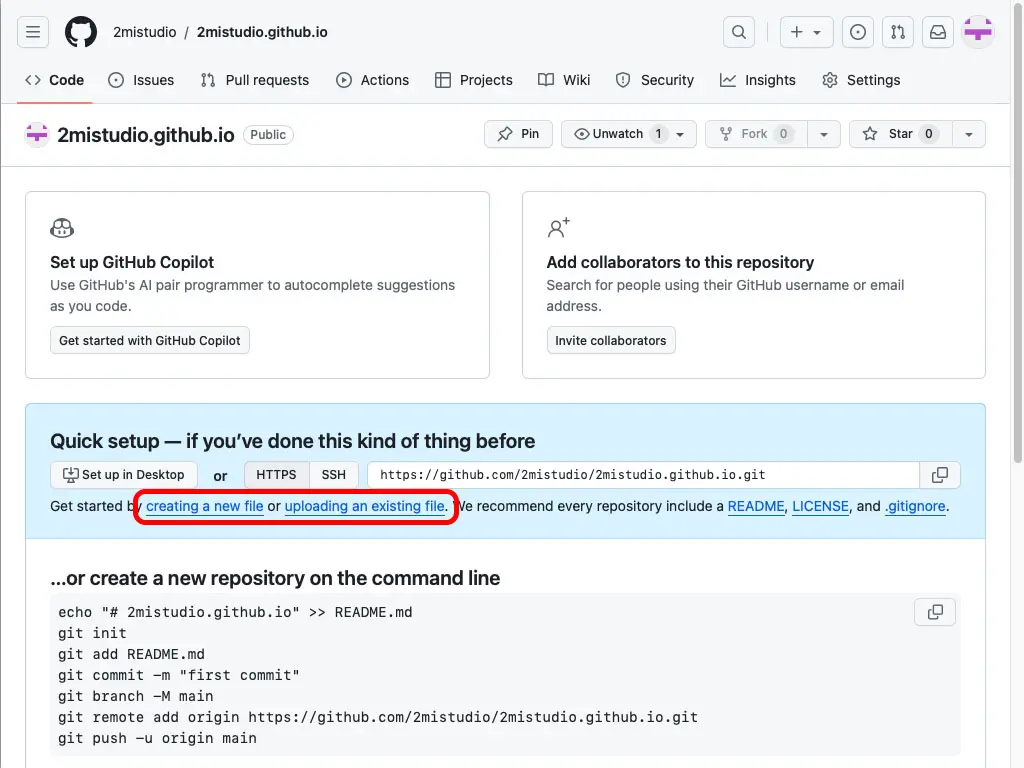 2mistudio / 2mistudio.github.io
Code Issues Pull requests Actions Projects Wiki Security Insights Settings
2mistudio.github.io Public Pin Unwatch 1 Fork 0 Star 0
Set up GitHub Copilot
Use GitHub's AI pair programmer to autocomplete suggestions
as you code.
Get started with GitHub Copilot
Add collaborators to this repository
Search for people using their GitHub username or email
address.
Invite collaborators
Quick setup — if you've done this kind of thing before
Set up in Desktop or HTTPS SSH https://github.com/2mistudio/2mistudio.github.io.git
Get started by creating a new file or uploading an existing file. We recommend every repository include a README, LICENSE, and .gitignore.
...or create a new repository on the command line
echo "# 2mistudio.github.io" >> README.md
git init
git add README.md
git commit -m "first commit"
git branch -M main
git remote add origin https://github.com/2mistudio/2mistudio.github.io.git
git push -u origin main